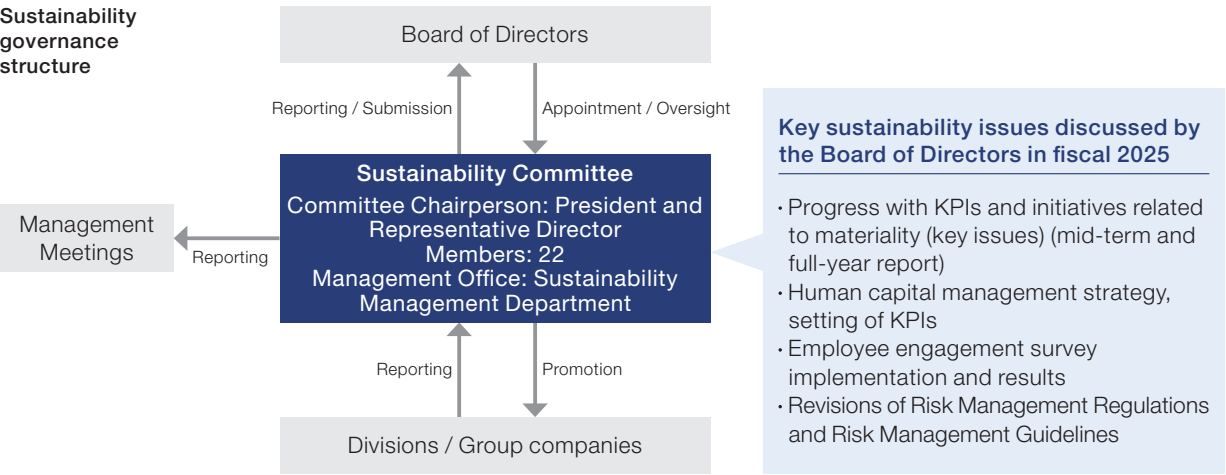 Sustainability
governance
structure
Board of Directors
Reporting / Submission
Appointment / Oversight
Sustainability Committee
Committee Chairperson: President and
Representative Director
Members: 22
Management Office: Sustainability
Management Department
Management
Meetings
Reporting
Reporting
Promotion
Divisions / Group companies
Key sustainability issues discussed by
the Board of Directors in fiscal 2025
・Progress with KPIs and initiatives related
to materiality (key issues) (mid-term and
full-year report)
・Human capital management strategy,
setting of KPIs
・Employee engagement survey
implementation and results
・Revisions of Risk Management Regulations
and Risk Management Guidelines